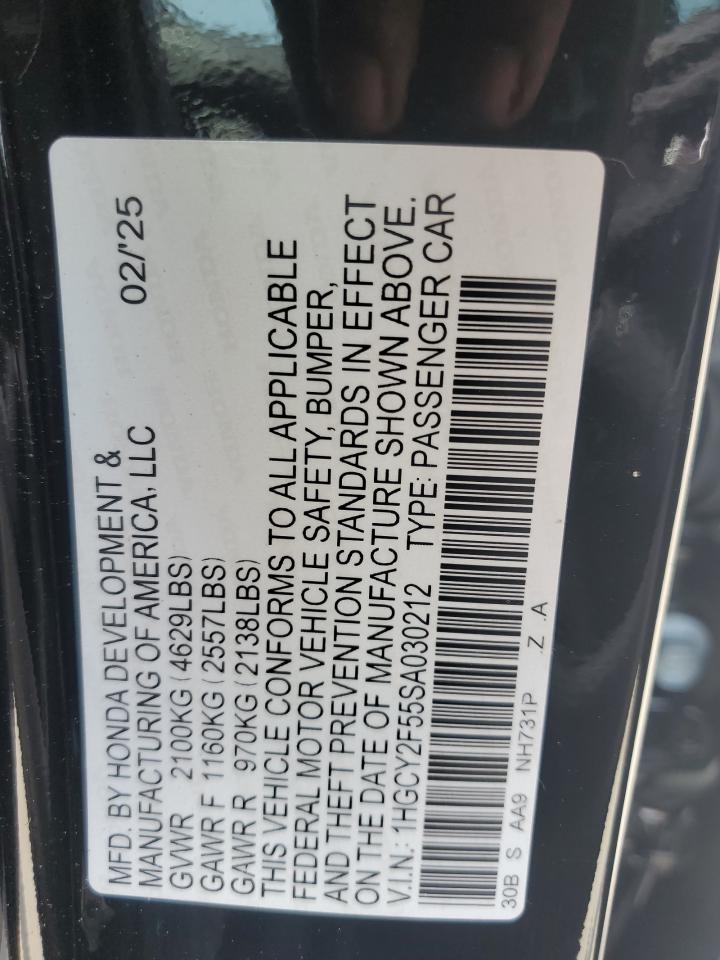 MFD. BY HONDA DEVELOPMENT &
MANUFACTURING OF AMERICA, LLC 02/'25
GVWR 2100KG (4629LBS)
GAWR F 1160KG (2557LBS)
GAWR R 970KG (2138LBS)
THIS VEHICLE CONFORMS TO ALL APPLICABLE
FEDERAL MOTOR VEHICLE SAFETY, BUMPER,
AND THEFT PREVENTION STANDARDS IN EFFECT
ON THE DATE OF MANUFACTURE SHOWN ABOVE.
V.I.N.: 1HGCY2F55SA030212 TYPE: PASSENGER CAR
30B S AA9 NH731P .Z .A